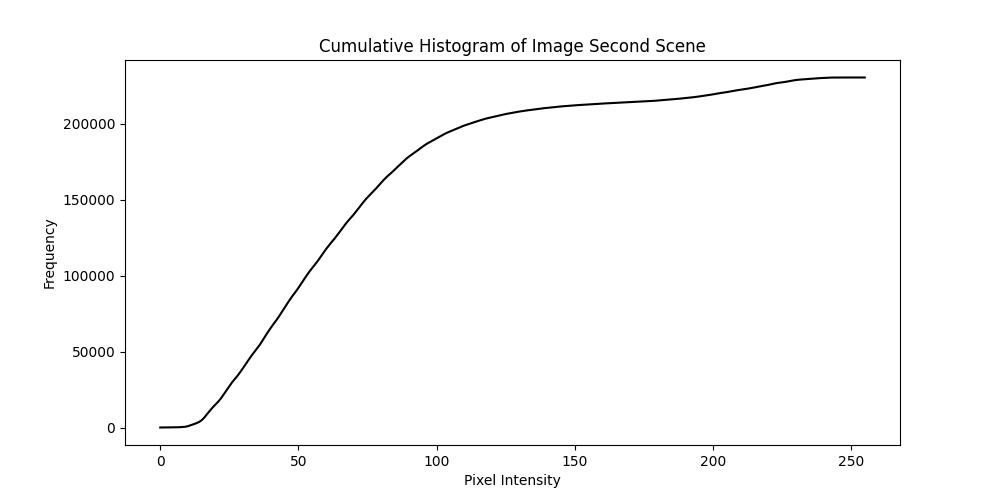 Cumulative Histogram of Image Second Scene
Frequency
200000
150000
100000
50000
0
0 50 100 150 200 250
Pixel Intensity